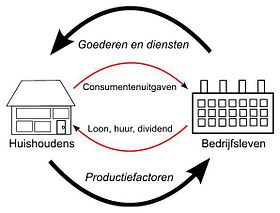 Goederen en diensten
Consumentenuitgaven
Loon, huur, dividend
Huishoudens
Bedrijfsleven
Productiefactoren